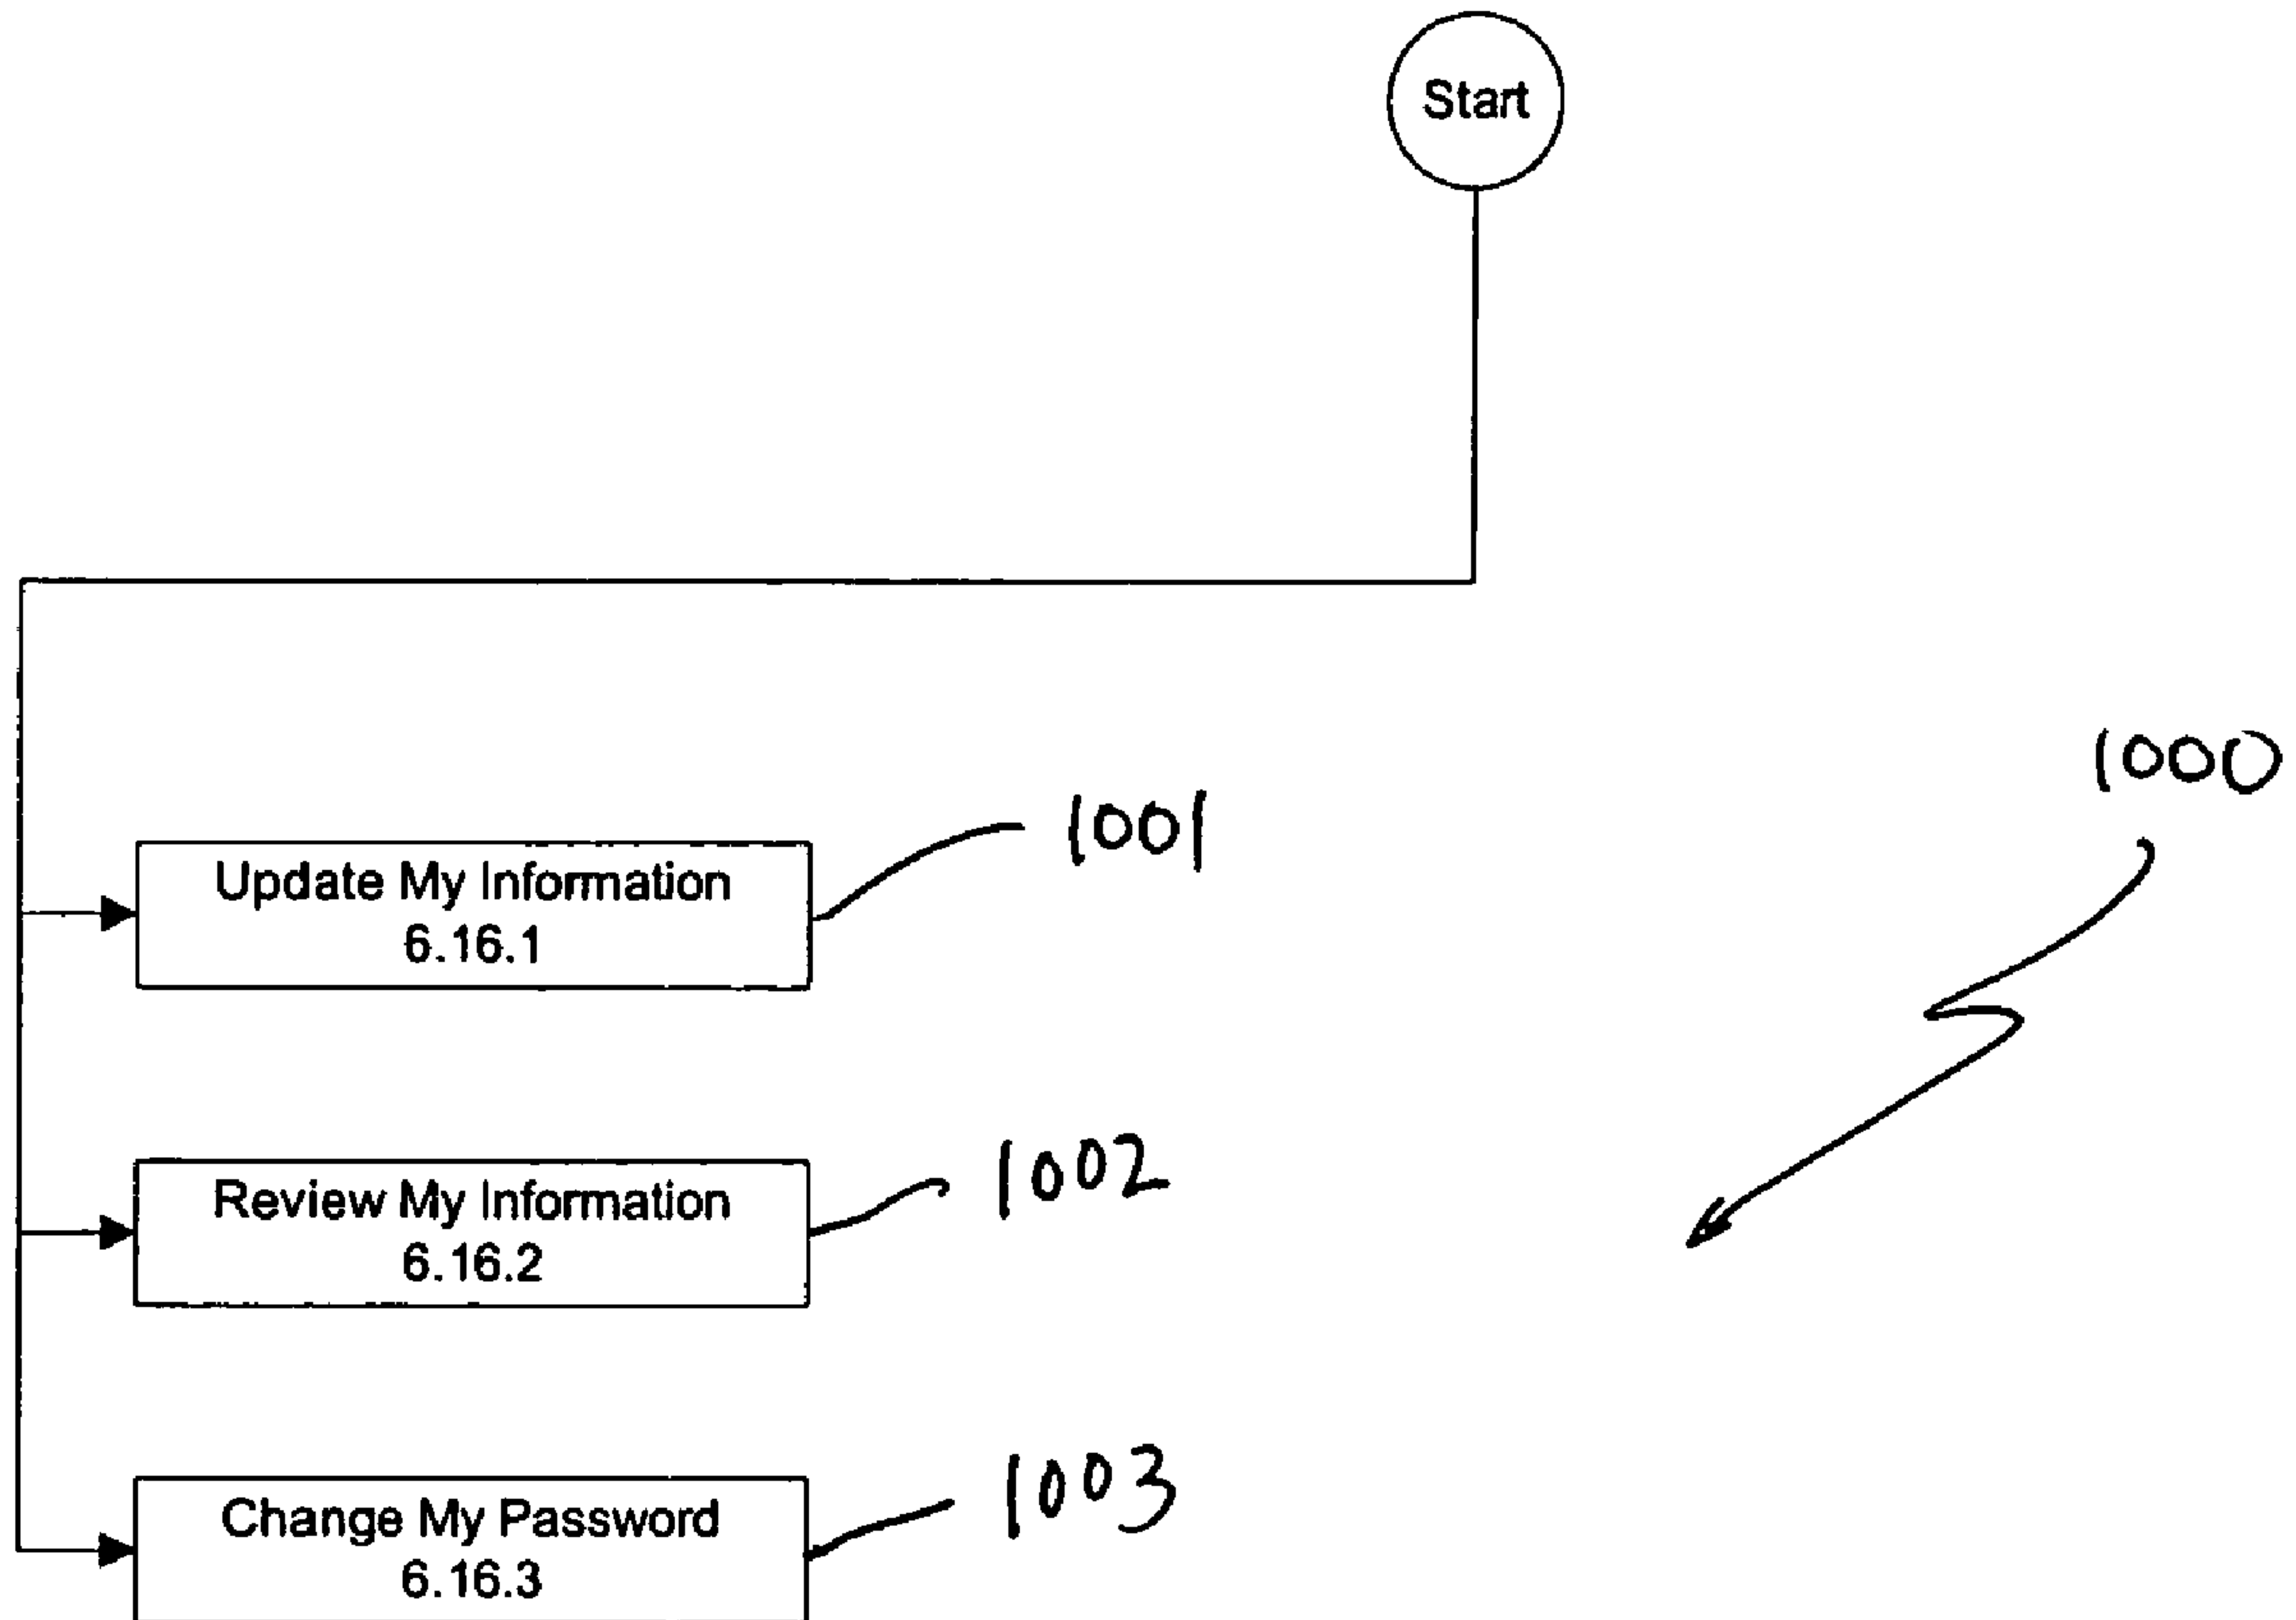 Start
1000
1001
Update My Information
6.16.1
1002
Review My Information
6.16.2
1003
Change My Password
6.16.3